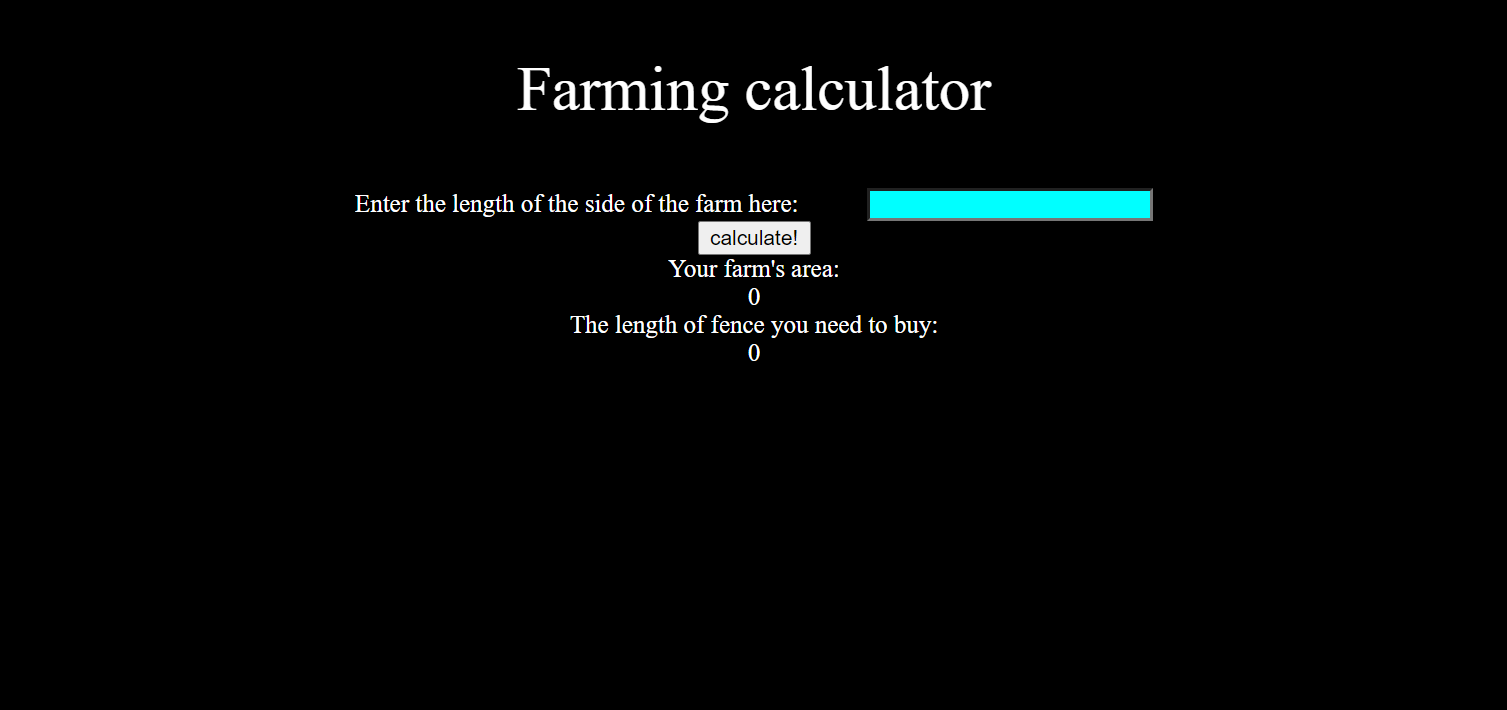 Farming calculator
Enter the length of the side of the farm here:
calculate!
Your farm's area:
0
The length of fence you need to buy:
0